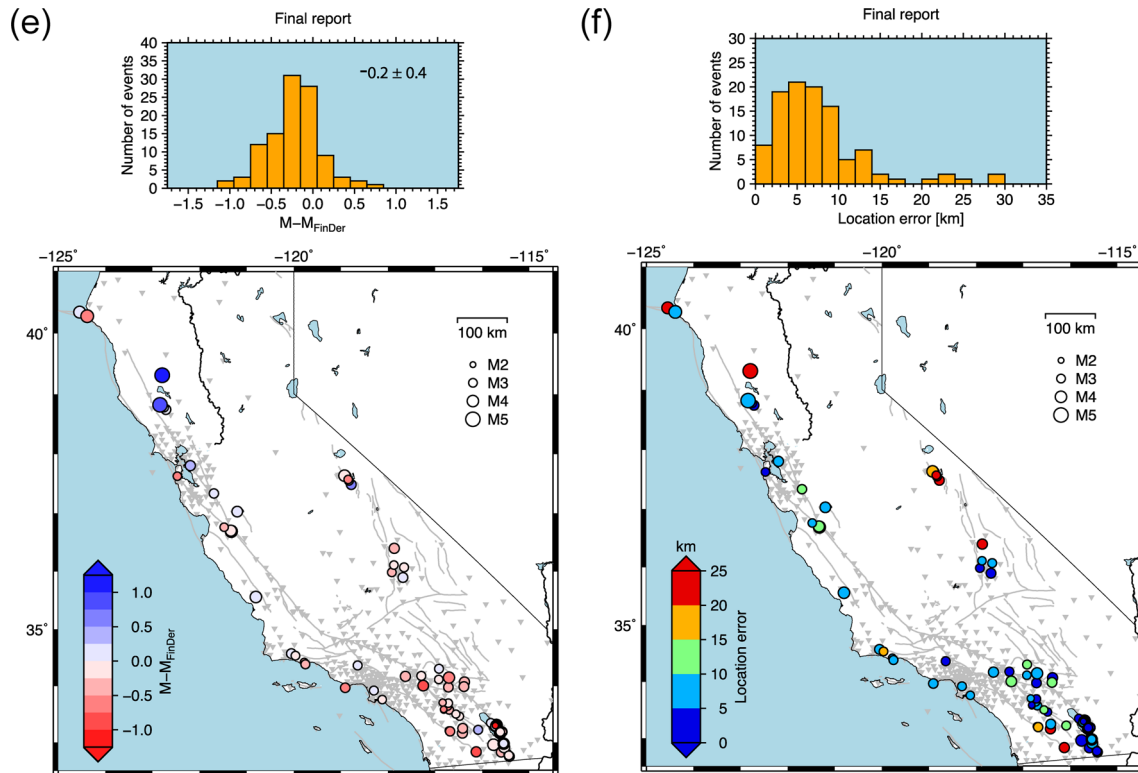 (e)
Final report
Number of events
40
35
30
25
20
15
10
5
0
−0.2 ± 0.4
−1.5 −1.0 −0.5 0.0 0.5 1.0 1.5
M−MFinDer
−125° −120° −115°
40°
35°
100 km
M2
M3
M4
M5
1.0
0.5
0.0
−0.5
−1.0
M−MFinDer
(f)
Final report
Number of events
30
25
20
15
10
5
0
0 5 10 15 20 25 30 35
Location error [km]
−125° −120° −115°
40°
35°
100 km
M2
M3
M4
M5
km
25
20
15
10
5
0
Location error